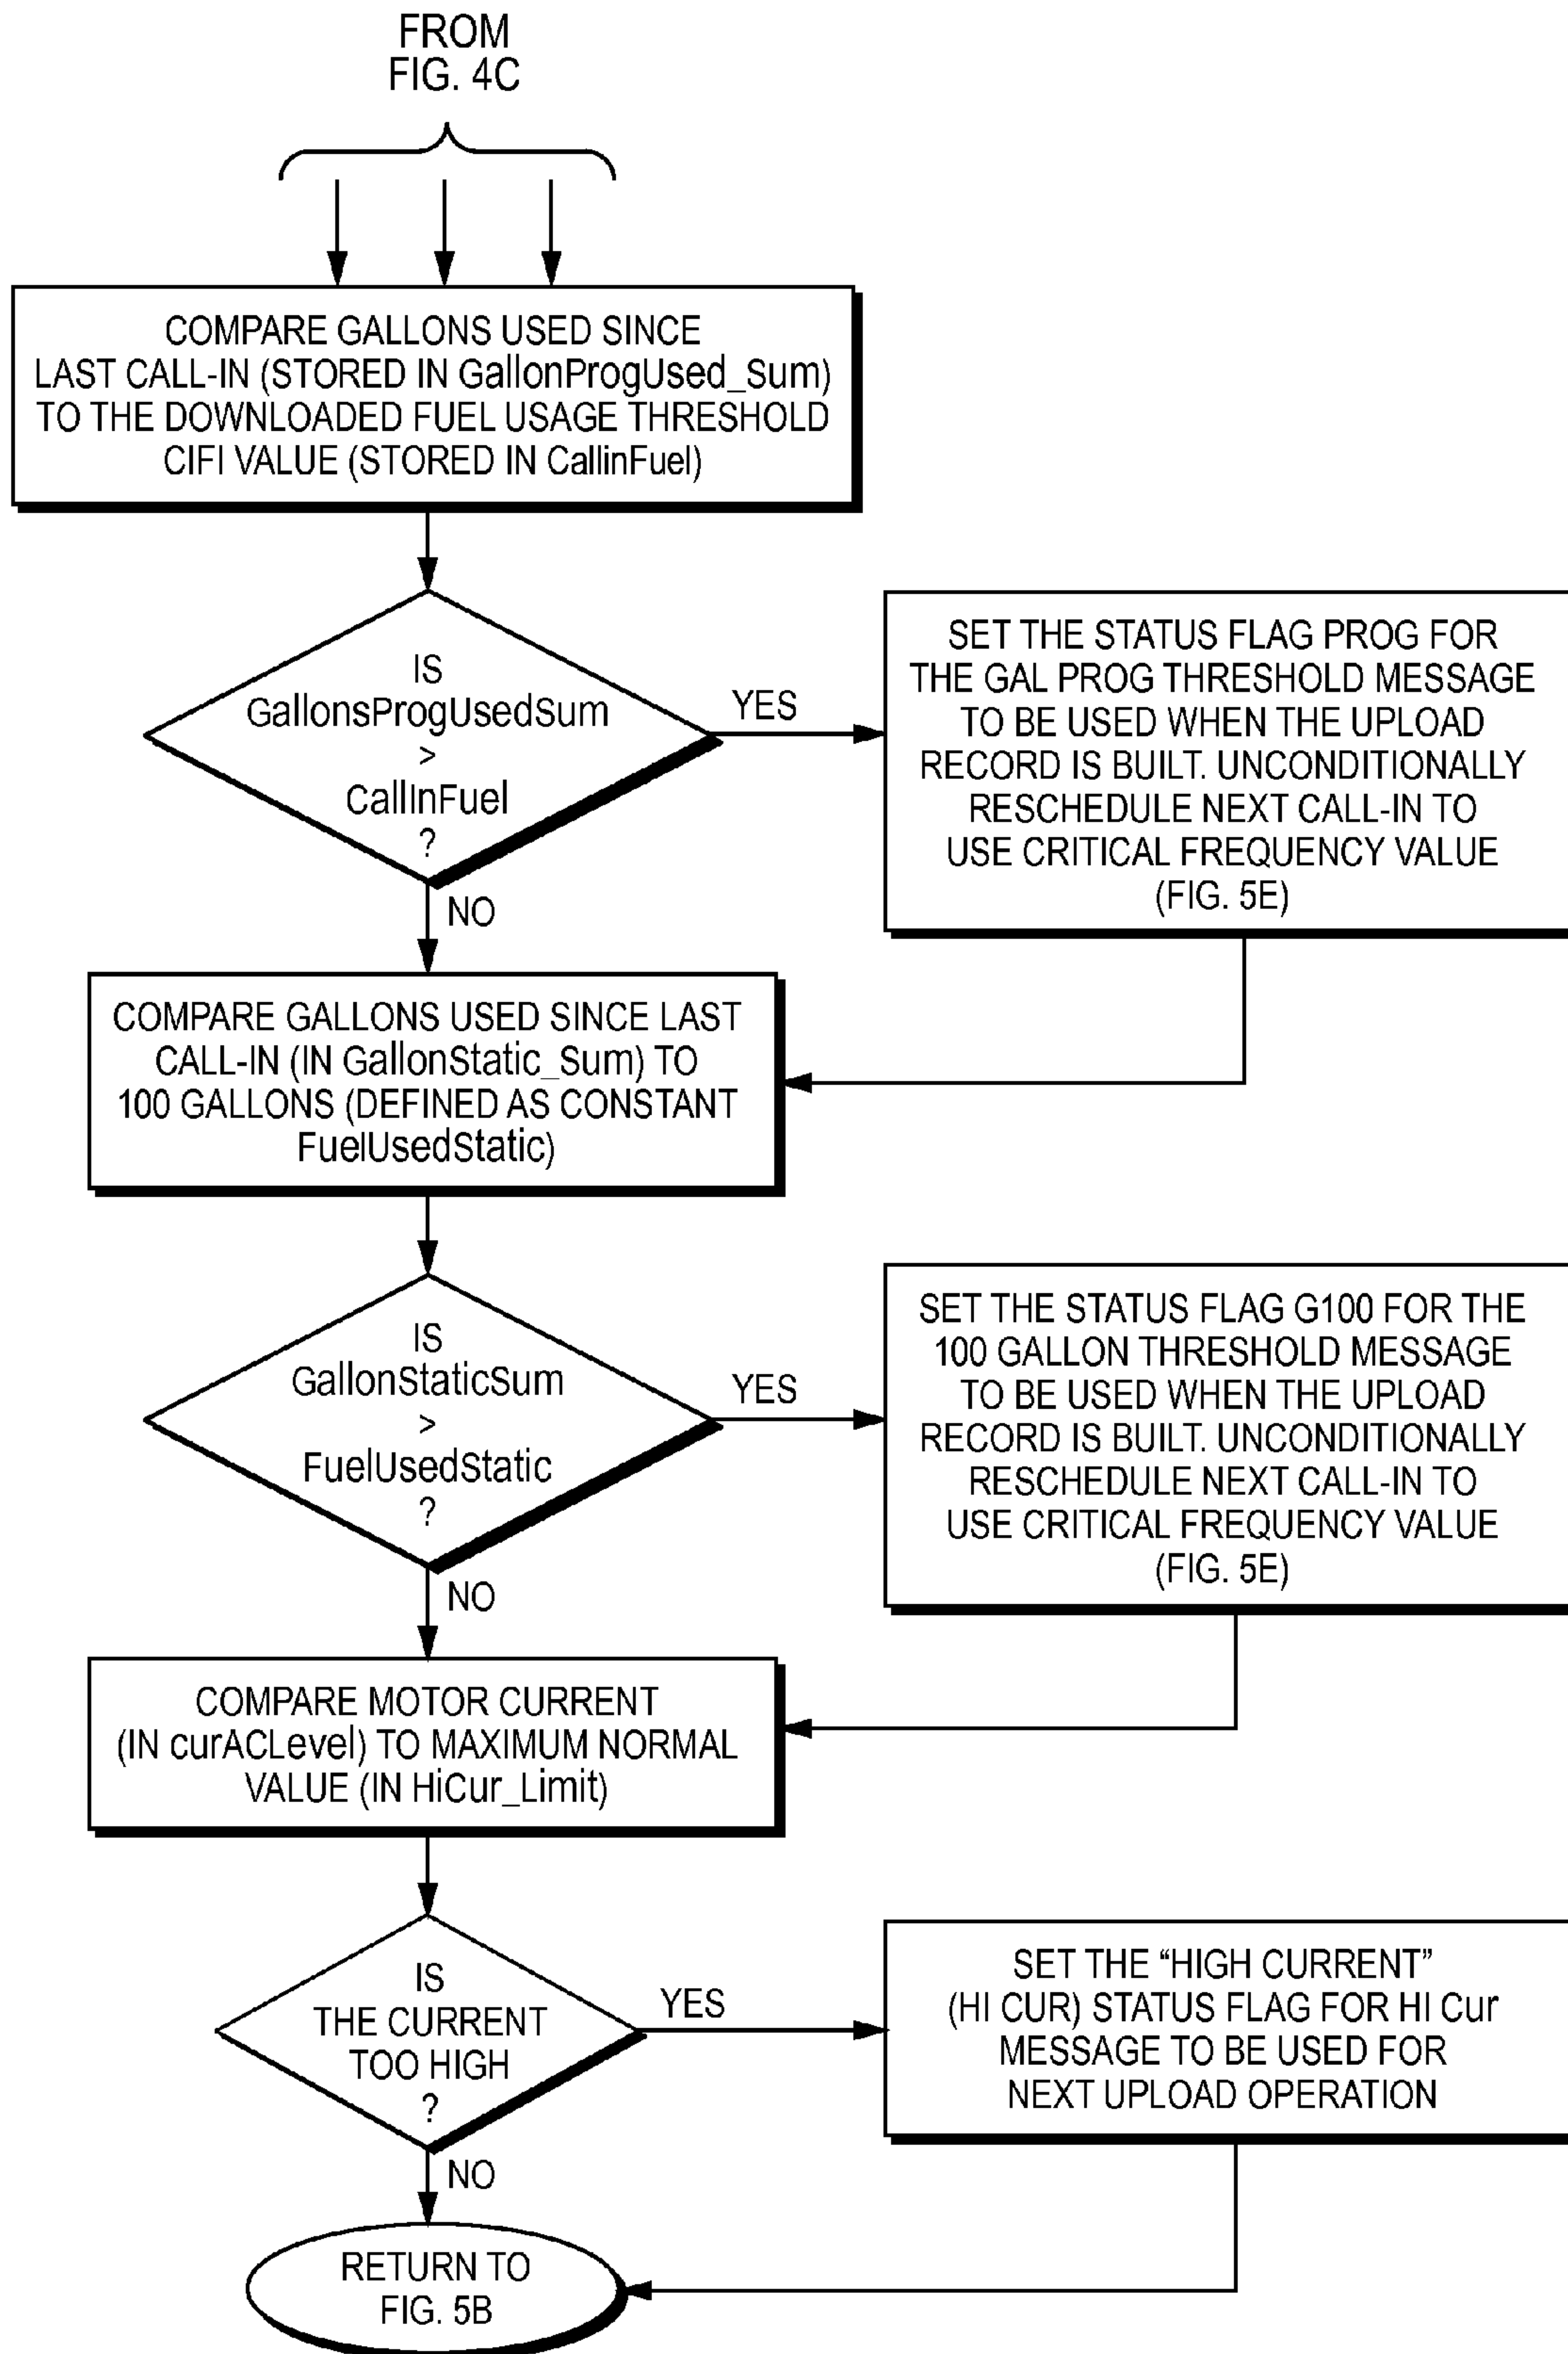 FROM
FIG. 4C
COMPARE GALLONS USED SINCE
LAST CALL-IN (STORED IN GallonProgUsed_Sum)
TO THE DOWNLOADED FUEL USAGE THRESHOLD
CIFI VALUE (STORED IN CallinFuel)
IS
GallonsProgUsedSum
>
CallInFuel
?
YES
SET THE STATUS FLAG PROG FOR
THE GAL PROG THRESHOLD MESSAGE
TO BE USED WHEN THE UPLOAD
RECORD IS BUILT. UNCONDITIONALLY
RESCHEDULE NEXT CALL-IN TO
USE CRITICAL FREQUENCY VALUE
(FIG. 5E)
NO
COMPARE GALLONS USED SINCE LAST
CALL-IN (IN GallonStatic_Sum) TO
100 GALLONS (DEFINED AS CONSTANT
FuelUsedStatic)
IS
GallonStaticSum
>
FuelUsedStatic
?
YES
SET THE STATUS FLAG G100 FOR THE
100 GALLON THRESHOLD MESSAGE
TO BE USED WHEN THE UPLOAD
RECORD IS BUILT. UNCONDITIONALLY
RESCHEDULE NEXT CALL-IN TO
USE CRITICAL FREQUENCY VALUE
(FIG. 5E)
NO
COMPARE MOTOR CURRENT
(IN curACLevel) TO MAXIMUM NORMAL
VALUE (IN HiCur_Limit)
IS
THE CURRENT
TOO HIGH
?
YES
SET THE “HIGH CURRENT”
(HI CUR) STATUS FLAG FOR HI Cur
MESSAGE TO BE USED FOR
NEXT UPLOAD OPERATION
NO
RETURN TO
FIG. 5B